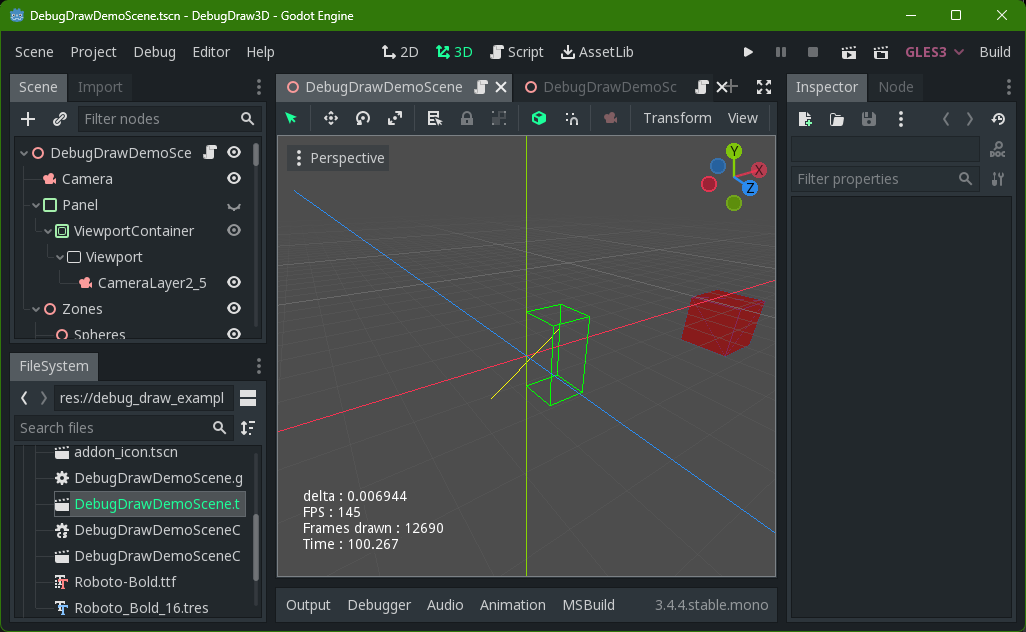 DebugDrawDemoScene.tscn - DebugDraw3D - Godot Engine
Scene Project Debug Editor Help 2D 3D Script AssetLib GLES3 Build
Scene Import
Filter nodes
DebugDrawDemoSce
Camera
Panel
ViewportContainer
Viewport
CameraLayer2_5
Zones
Spheres
FileSystem
res://debug_draw_exampl
Search files
addon_icon.tscn
DebugDrawDemoScene.g
DebugDrawDemoScene.t
DebugDrawDemoSceneC
DebugDrawDemoSceneC
Roboto-Bold.ttf
Roboto_Bold_16.tres
DebugDrawDemoScene DebugDrawDemoSc
Transform View
Perspective
Y
X
Z
delta : 0.006944
FPS : 145
Frames drawn : 12690
Time : 100.267
Output Debugger Audio Animation MSBuild 3.4.4.stable.mono
Inspector Node
DOC
Filter properties